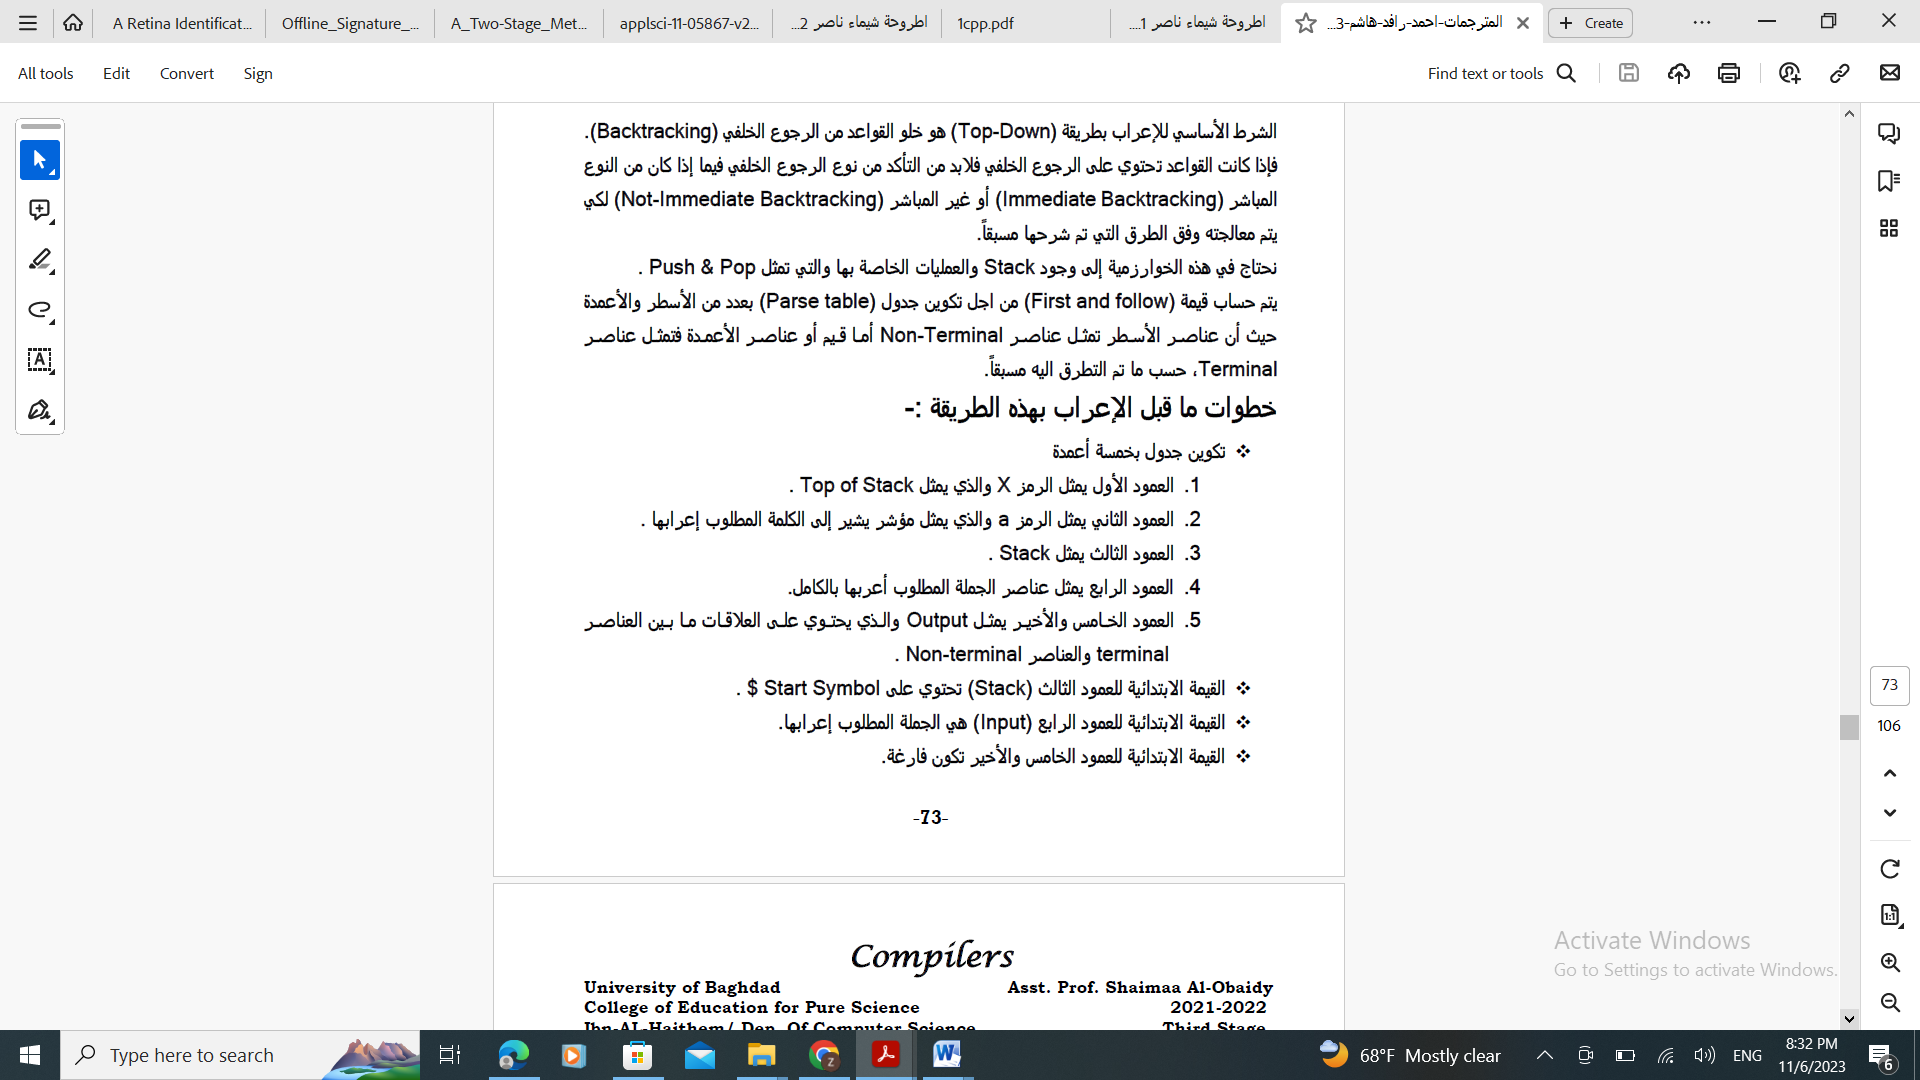 A Retina Identificat...
Offline_Signature_...
A_Two-Stage_Met...
applsci-11-05867-v2...
اطروحة شيماء ناصر 2...
1cpp.pdf
اطروحة شيماء ناصر 1....
المترجمات-احمد-رافد-هاشم-3...
Create
All tools
Edit
Convert
Sign
Find text or tools
الشرط الأساسي للإعراب بطريقة (Top-Down) هو خلو القواعد من الرجوع الخلفي (Backtracking).
فإذا كانت القواعد تحتوي على الرجوع الخلفي فلابد من التأكد من نوع الرجوع الخلفي فيما إذا كان من النوع
المباشر (Immediate Backtracking) أو غير المباشر (Not-Immediate Backtracking) لكي
يتم معالجته وفق الطرق التي تم شرحها مسبقاً.
نحتاج في هذه الخوارزمية إلى وجود Stack والعمليات الخاصة بها والتي تمثل Push & Pop .
يتم حساب قيمة (First and follow) من اجل تكوين جدول (Parse table) بعدد من الأسطر والأعمدة
حيث أن عناصر الأسطر تمثل عناصر Non-Terminal أما قيم أو عناصر الأعمدة فتمثل عناصر
Terminal، حسب ما تم التطرق اليه مسبقاً.
خطوات ما قبل الإعراب بهذه الطريقة :-
❖ تكوين جدول بخمسة أعمدة
1. العمود الأول يمثل الرمز X والذي يمثل Top of Stack .
2. العمود الثاني يمثل الرمز a والذي يمثل مؤشر يشير إلى الكلمة المطلوب إعرابها .
3. العمود الثالث يمثل Stack .
4. العمود الرابع يمثل عناصر الجملة المطلوب أعربها بالكامل.
5. العمود الخامس والأخير يمثل Output والذي يحتوي على العلاقات ما بين العناصر
terminal والعناصر Non-terminal .
❖ القيمة الابتدائية للعمود الثالث (Stack) تحتوي على $ Start Symbol .
❖ القيمة الابتدائية للعمود الرابع (Input) هي الجملة المطلوب إعرابها.
❖ القيمة الابتدائية للعمود الخامس والأخير تكون فارغة.
-73-
Compilers
University of Baghdad
Asst. Prof. Shaimaa Al-Obaidy
College of Education for Pure Science
2021-2022
Ibn-AL-Haithem/ Dep. Of Computer Science
Third Stage
73
106
Activate Windows
Go to Settings to activate Windows.
Type here to search
68°F Mostly clear
ENG
8:32 PM
11/6/2023
6